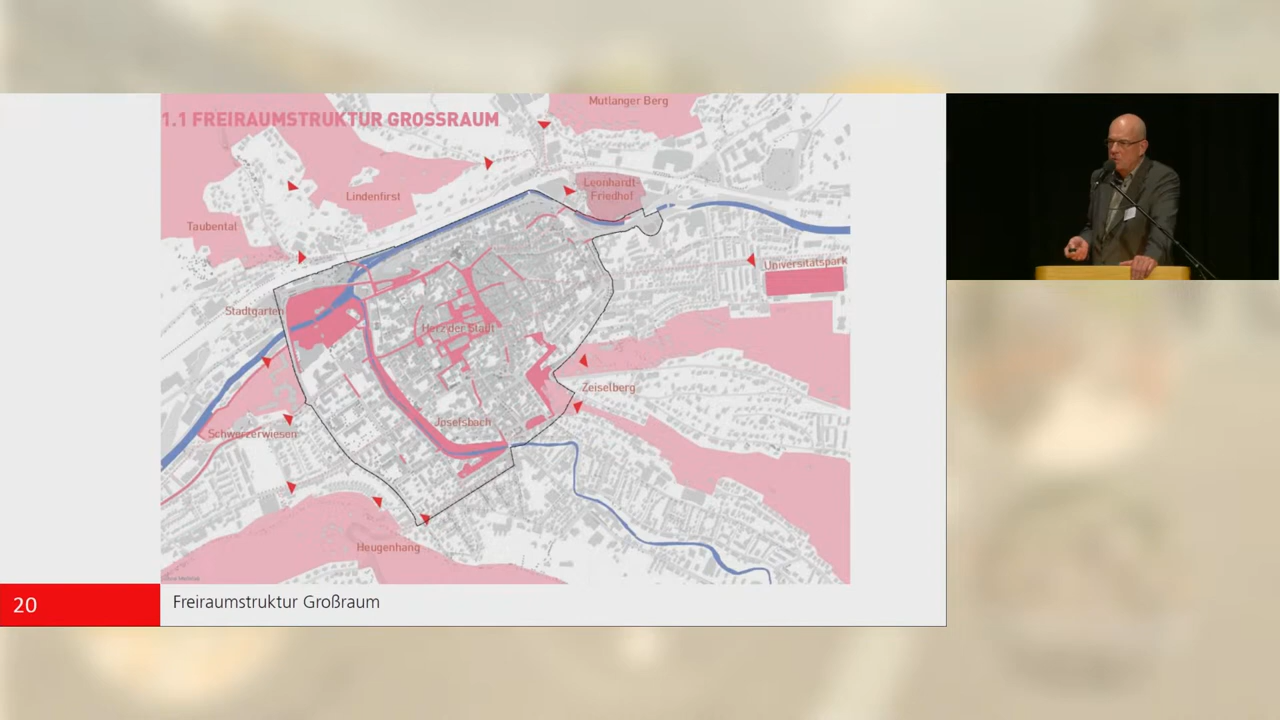 Mutlanger Berg
1.1 FREIRAUMSTRUKTUR GROSSRAUM
Leonhardt-
Friedhof
Lindenfirst
Taubental
Universitätspark
Stadtgarten
Herz der Stadt
Zeiselberg
Josefsbach
Schwerzerwiesen
Heugenhang
20
Freiraumstruktur Großraum